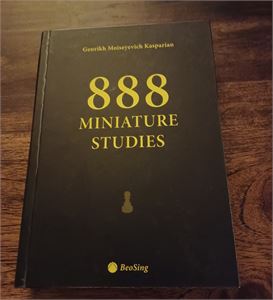 Genrikh Moiseyevich Kasparian
888
MINIATURE
STUDIES
BeoSing